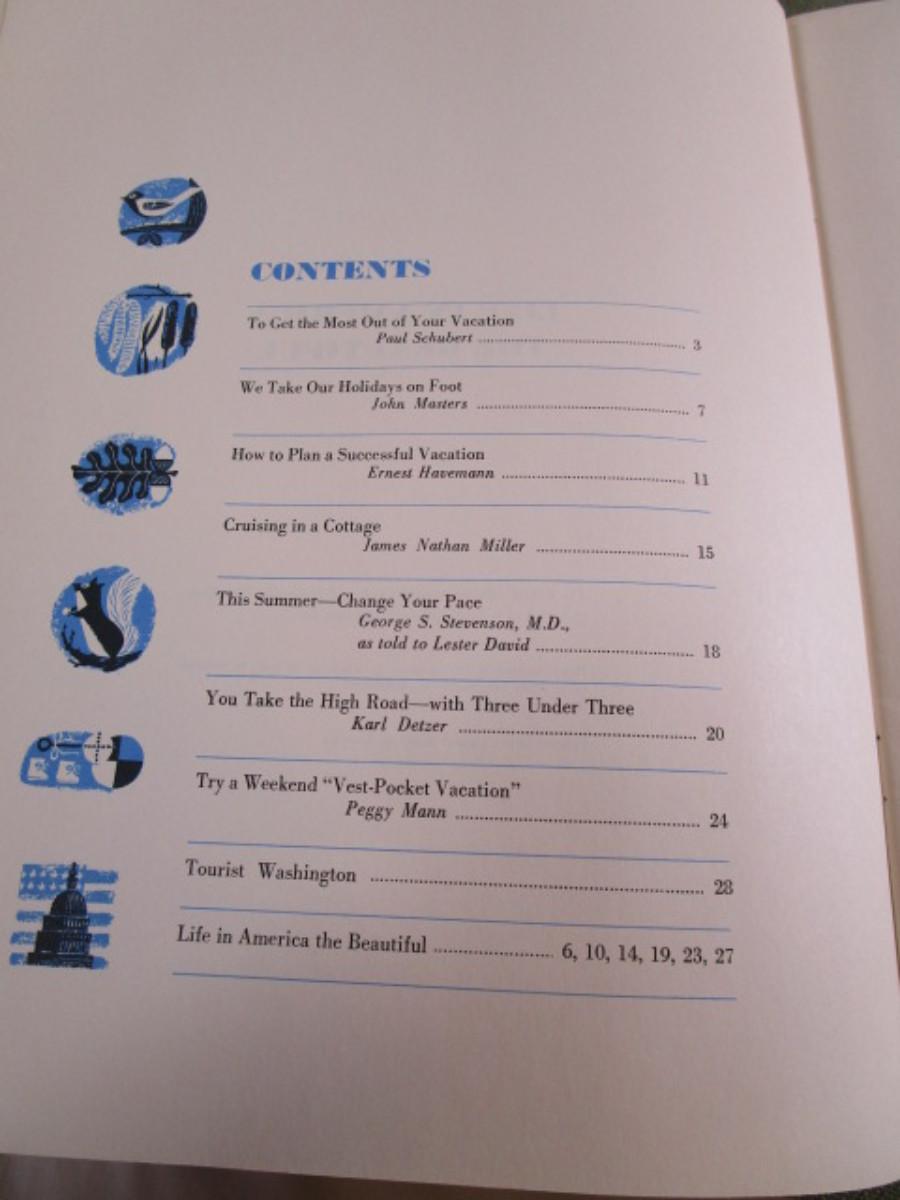 CONTENTS
To Get the Most Out of Your Vacation
Paul Schubert ........................................ 3
We Take Our Holidays on Foot
John Masters ........................................ 7
How to Plan a Successful Vacation
Ernest Havemann ........................................ 11
Cruising in a Cottage
James Nathan Miller ........................................ 15
This Summer—Change Your Pace
George S. Stevenson, M.D.,
as told to Lester David ........................................ 18
You Take the High Road—with Three Under Three
Karl Detzer ........................................ 20
Try a Weekend “Vest-Pocket Vacation”
Peggy Mann ........................................ 24
Tourist Washington ........................................ 28
Life in America the Beautiful ........................ 6, 10, 14, 19, 23, 27